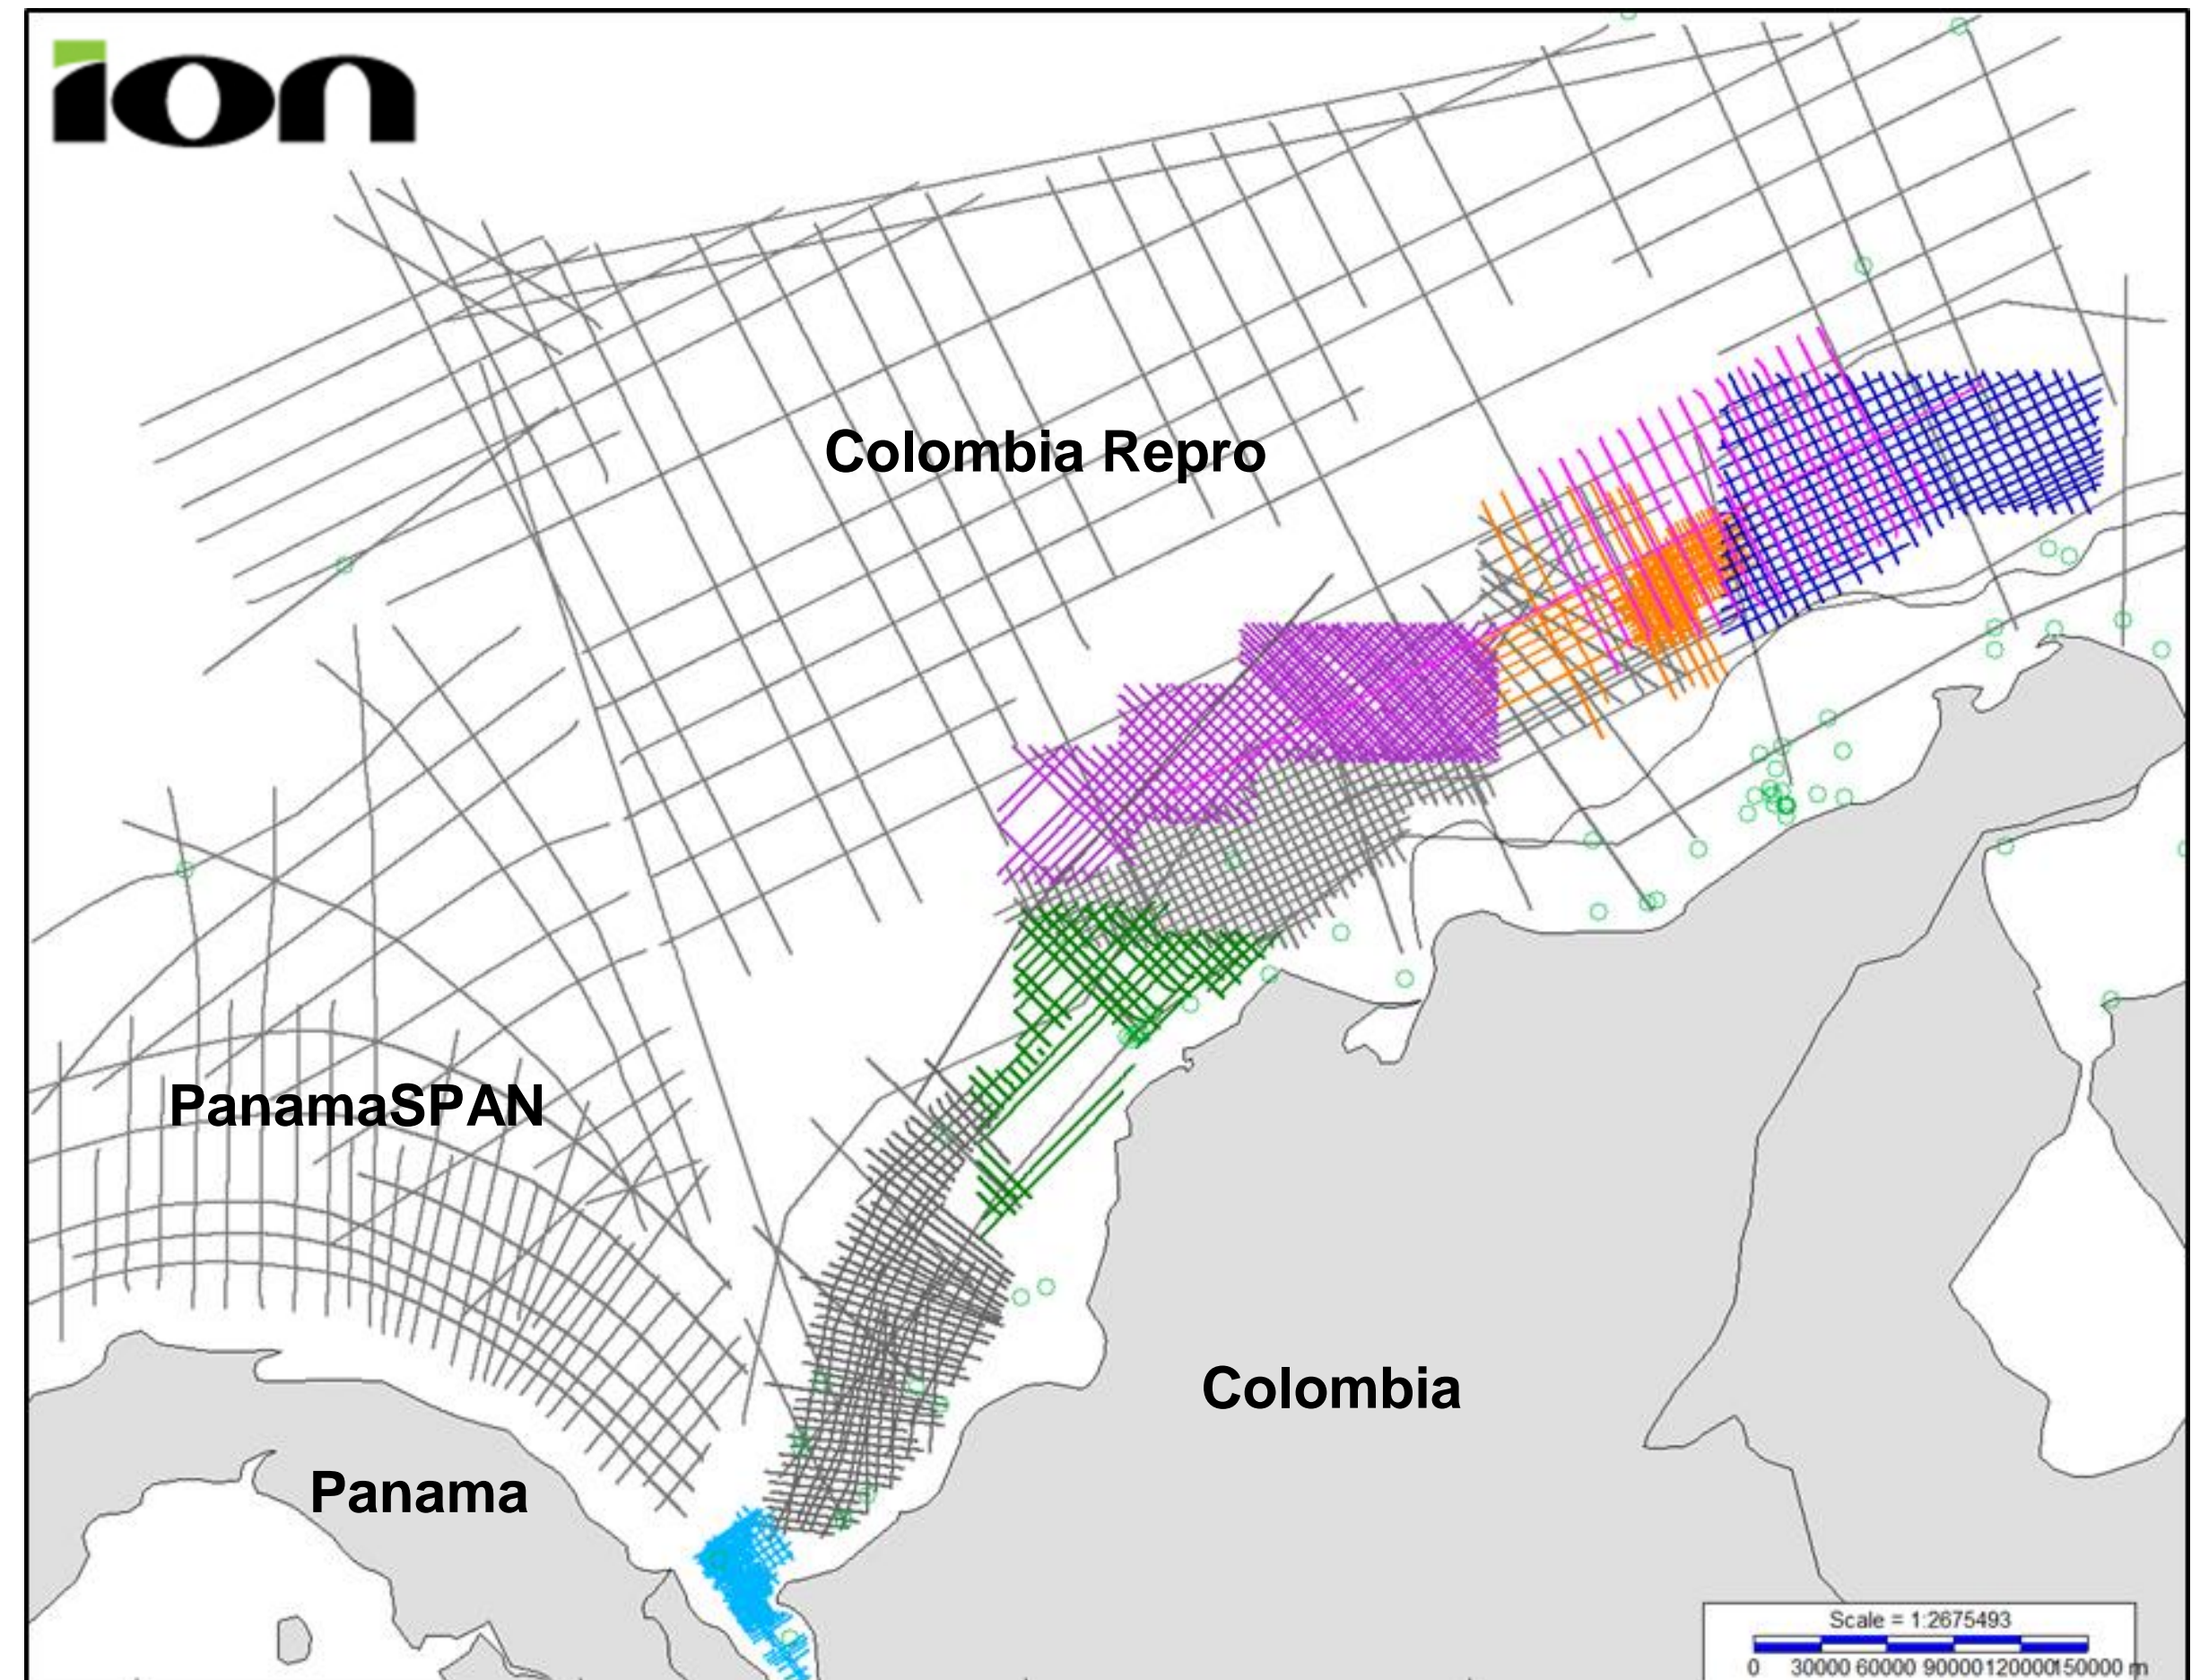 ion
Colombia Repro
PanamaSPAN
Colombia
Panama
Scale = 1:2675493
0 30000 60000 90000 120000 150000 m